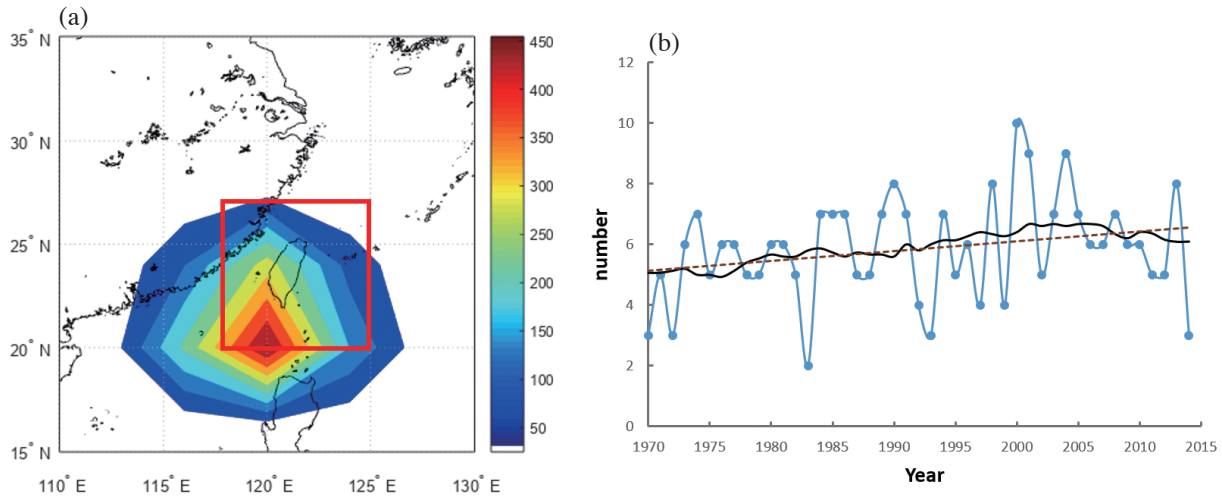 (a)
35° N
30° N
25° N
20° N
15° N
110° E
115° E
120° E
125° E
130° E
450
400
350
300
250
200
150
100
50
(b)
number
12
10
8
6
4
2
0
1970
1975
1980
1985
1990
1995
2000
2005
2010
2015
Year